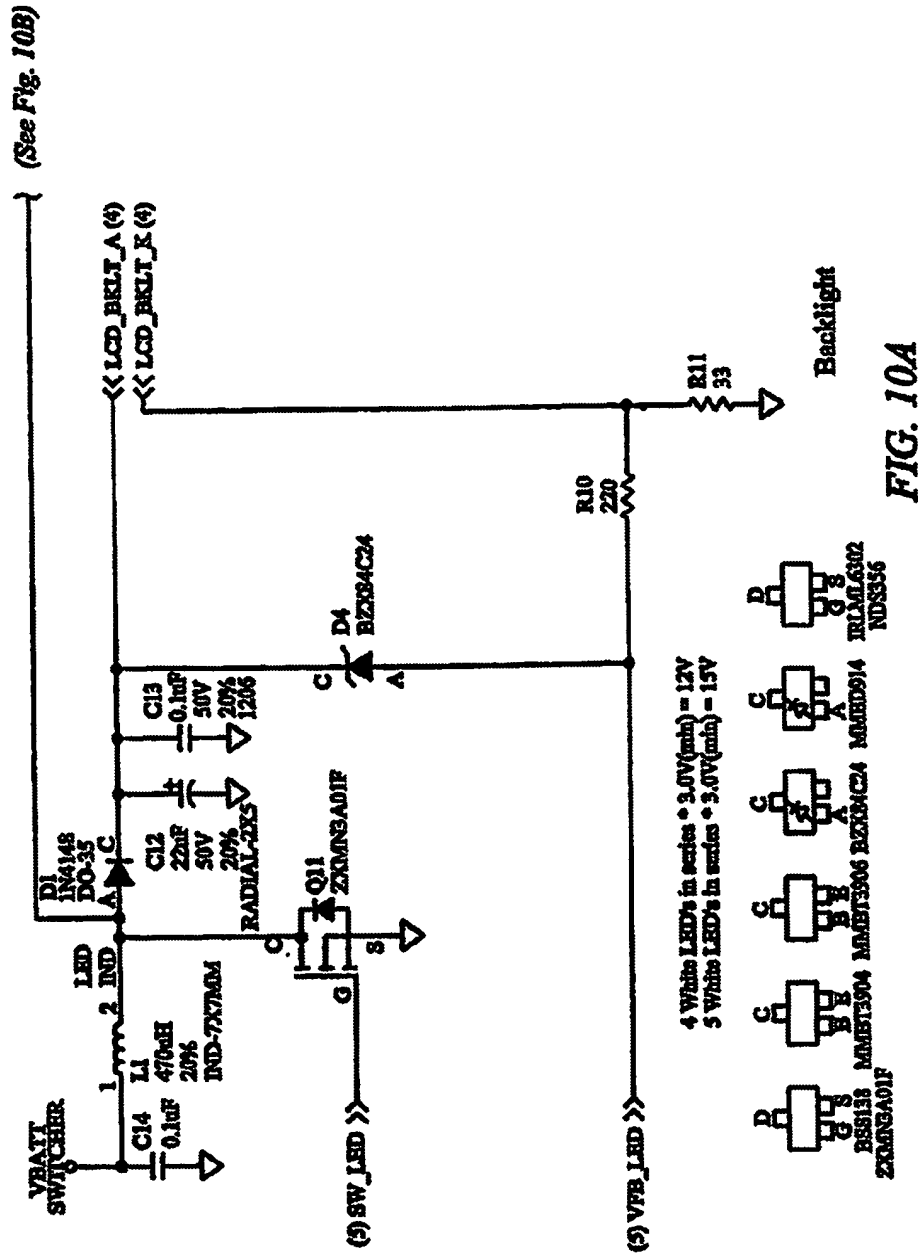 (See Fig. 10B)
VBATT
SWITCHER
C14
0.1uF
1
2
L1
470uH
20%
IND-7X7MM
LED
IND
D1
1N4148
DO-35
A
C
C12
22uF
50V
20%
RADIAL-2X5
+
C13
0.1uF
50V
20%
1206
LCD_BKLT_A (4)
LCD_BKLT_K (4)
Q11
ZXMN3A01F
G
S
(5) SW_LED
C
D4
BZX84C24
A
R10
220
R11
33
(5) VFB_LED
Backlight
4 White LED's in series * 3.0V(min) = 12V
5 White LED's in series * 3.0V(min) = 15V
D
G S
BSS138
ZXMN3A01F
C
B E
MMBT3904
C
B E
MMBT3906
C
A
BZX84C24
C
A
MMBD914
D
G S
IRLML6302
NDS356
FIG. 10A